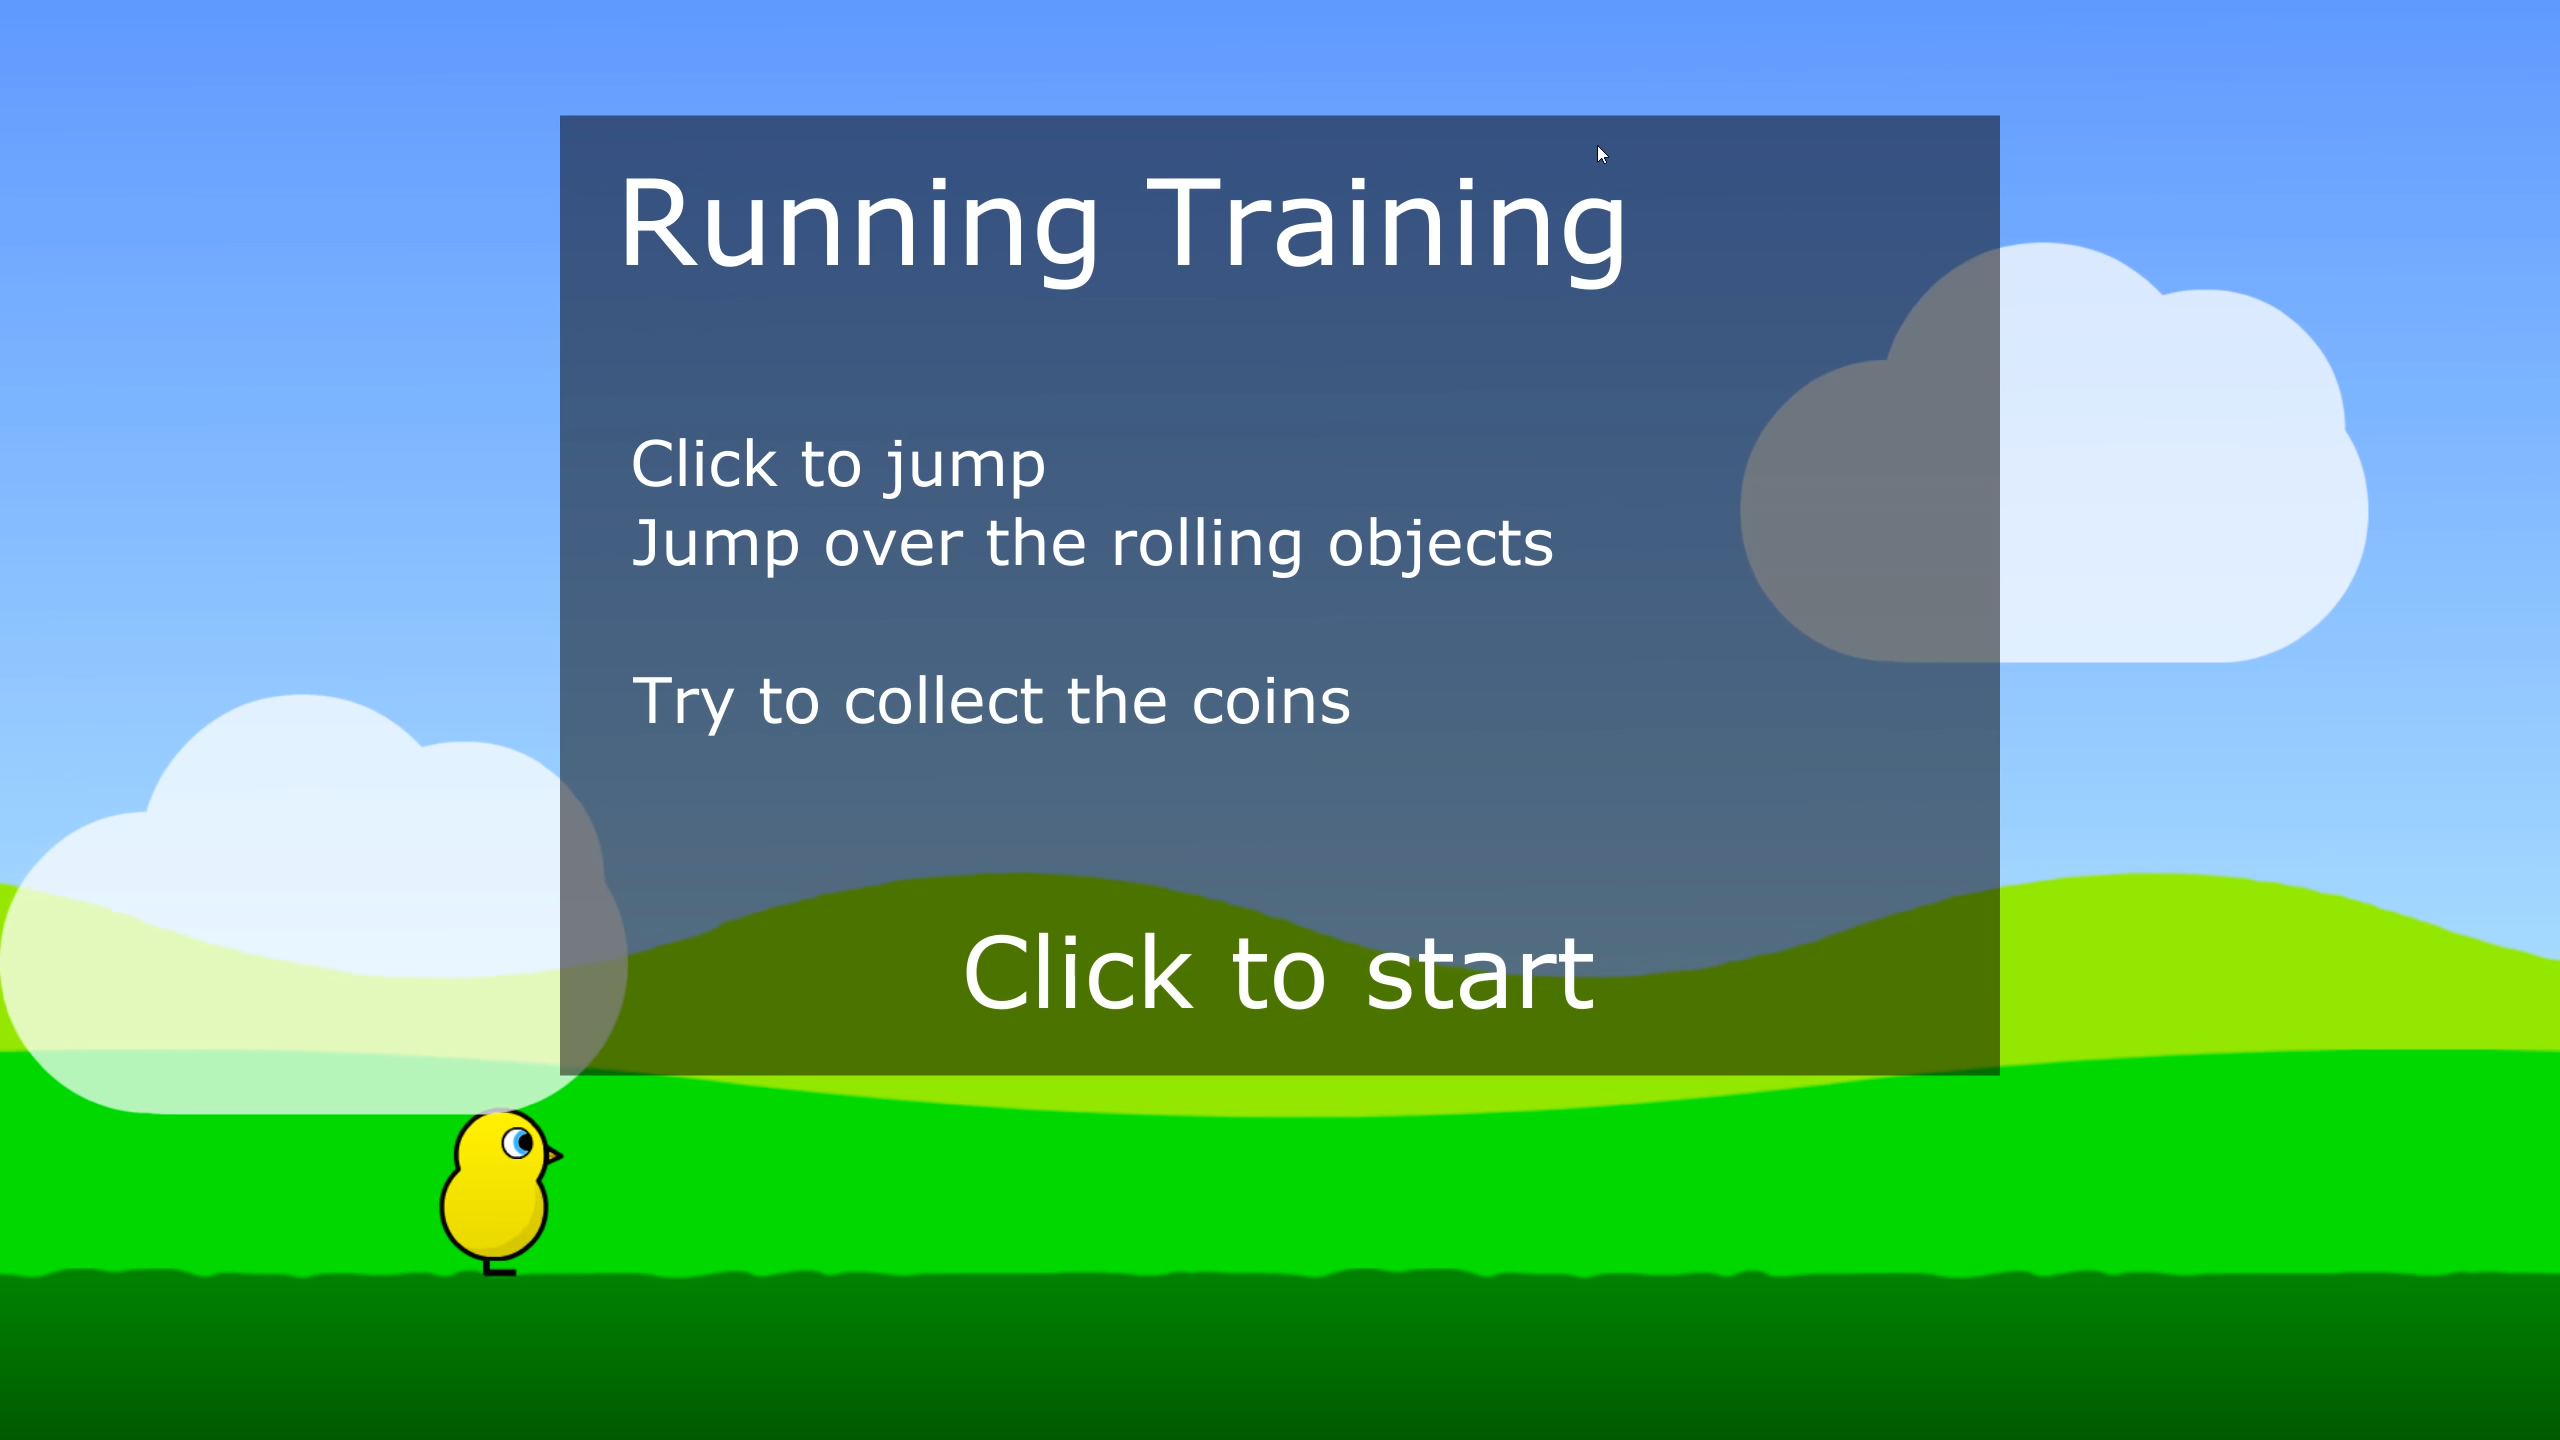 Running Training
Click to jump
Jump over the rolling objects
Try to collect the coins
Click to start